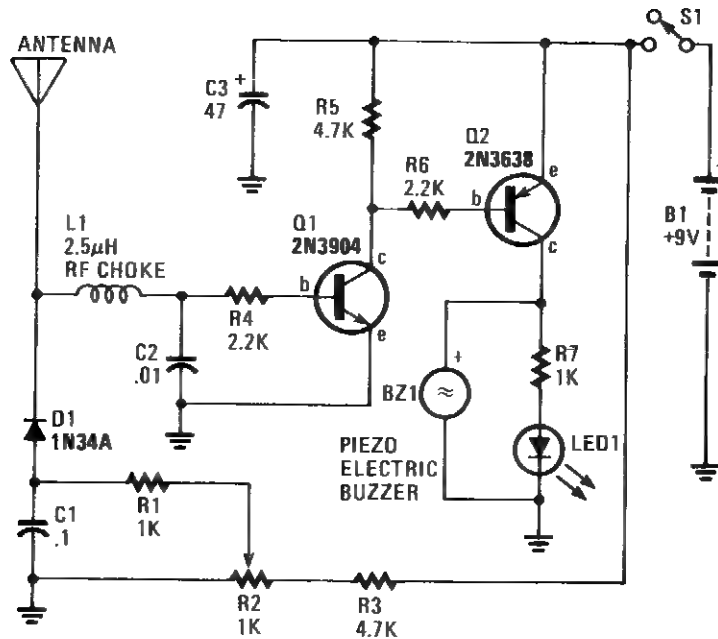 ANTENNA
S1
C3
47
+
R5
4.7K
Q2
2N3638
e
b
c
R6
2.2K
B1
+9V
L1
2.5μH
RF CHOKE
Q1
2N3904
c
b
e
R4
2.2K
C2
.01
+
BZ1
R7
1K
LED1
D1
1N34A
PIEZO
ELECTRIC
BUZZER
C1
.1
R1
1K
R2
1K
R3
4.7K